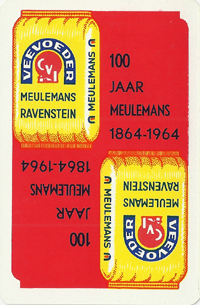 VEEVOEDER
CVI
MEULEMANS
RAVENSTEIN
MEULEMANS
100
JAAR
MEULEMANS
1864-1964
100
JAAR
MEULEMANS
1864-1964
VEEVOEDER
CVI
MEULEMANS
RAVENSTEIN
MEULEMANS